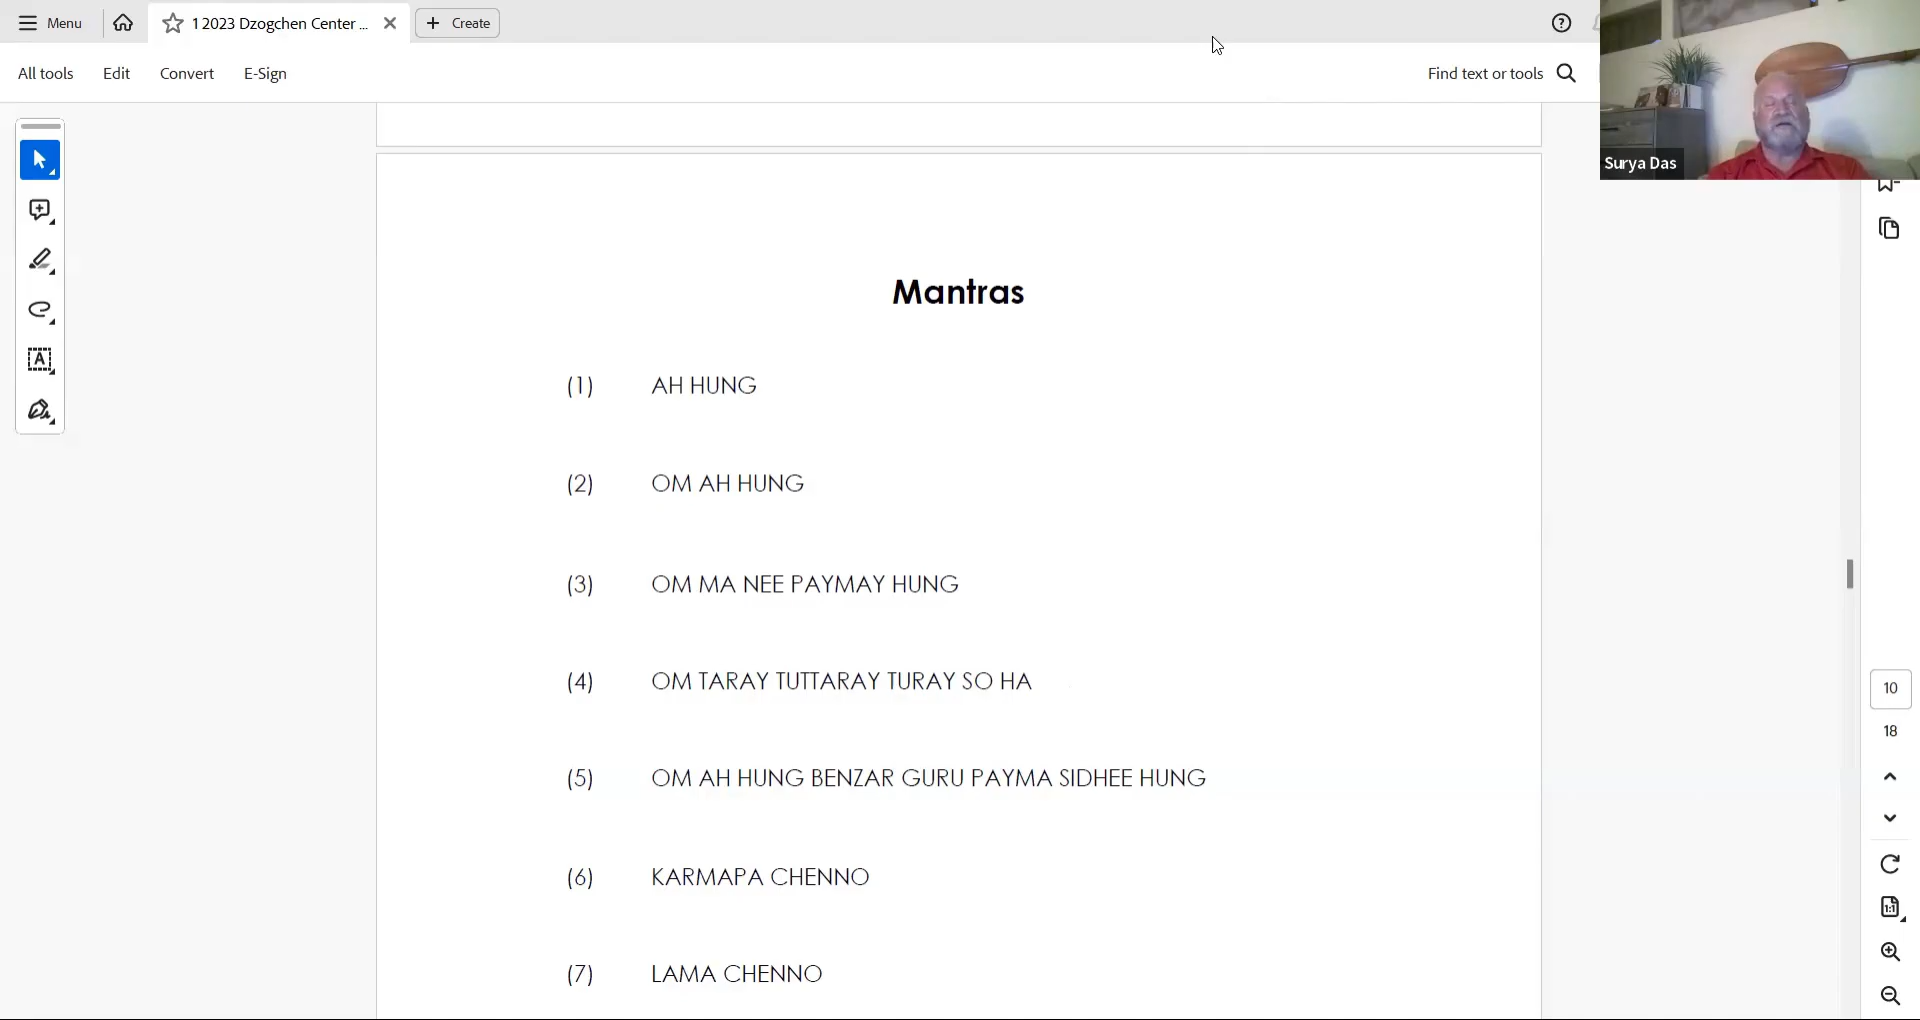 Menu
1 2023 Dzogchen Center ...
Create
All tools
Edit
Convert
E-Sign
Find text or tools
Surya Das
Mantras
(1) AH HUNG
(2) OM AH HUNG
(3) OM MA NEE PAYMAY HUNG
(4) OM TARAY TUTTARAY TURAY SO HA
(5) OM AH HUNG BENZAR GURU PAYMA SIDHEE HUNG
(6) KARMAPA CHENNO
(7) LAMA CHENNO
10
18
1:1